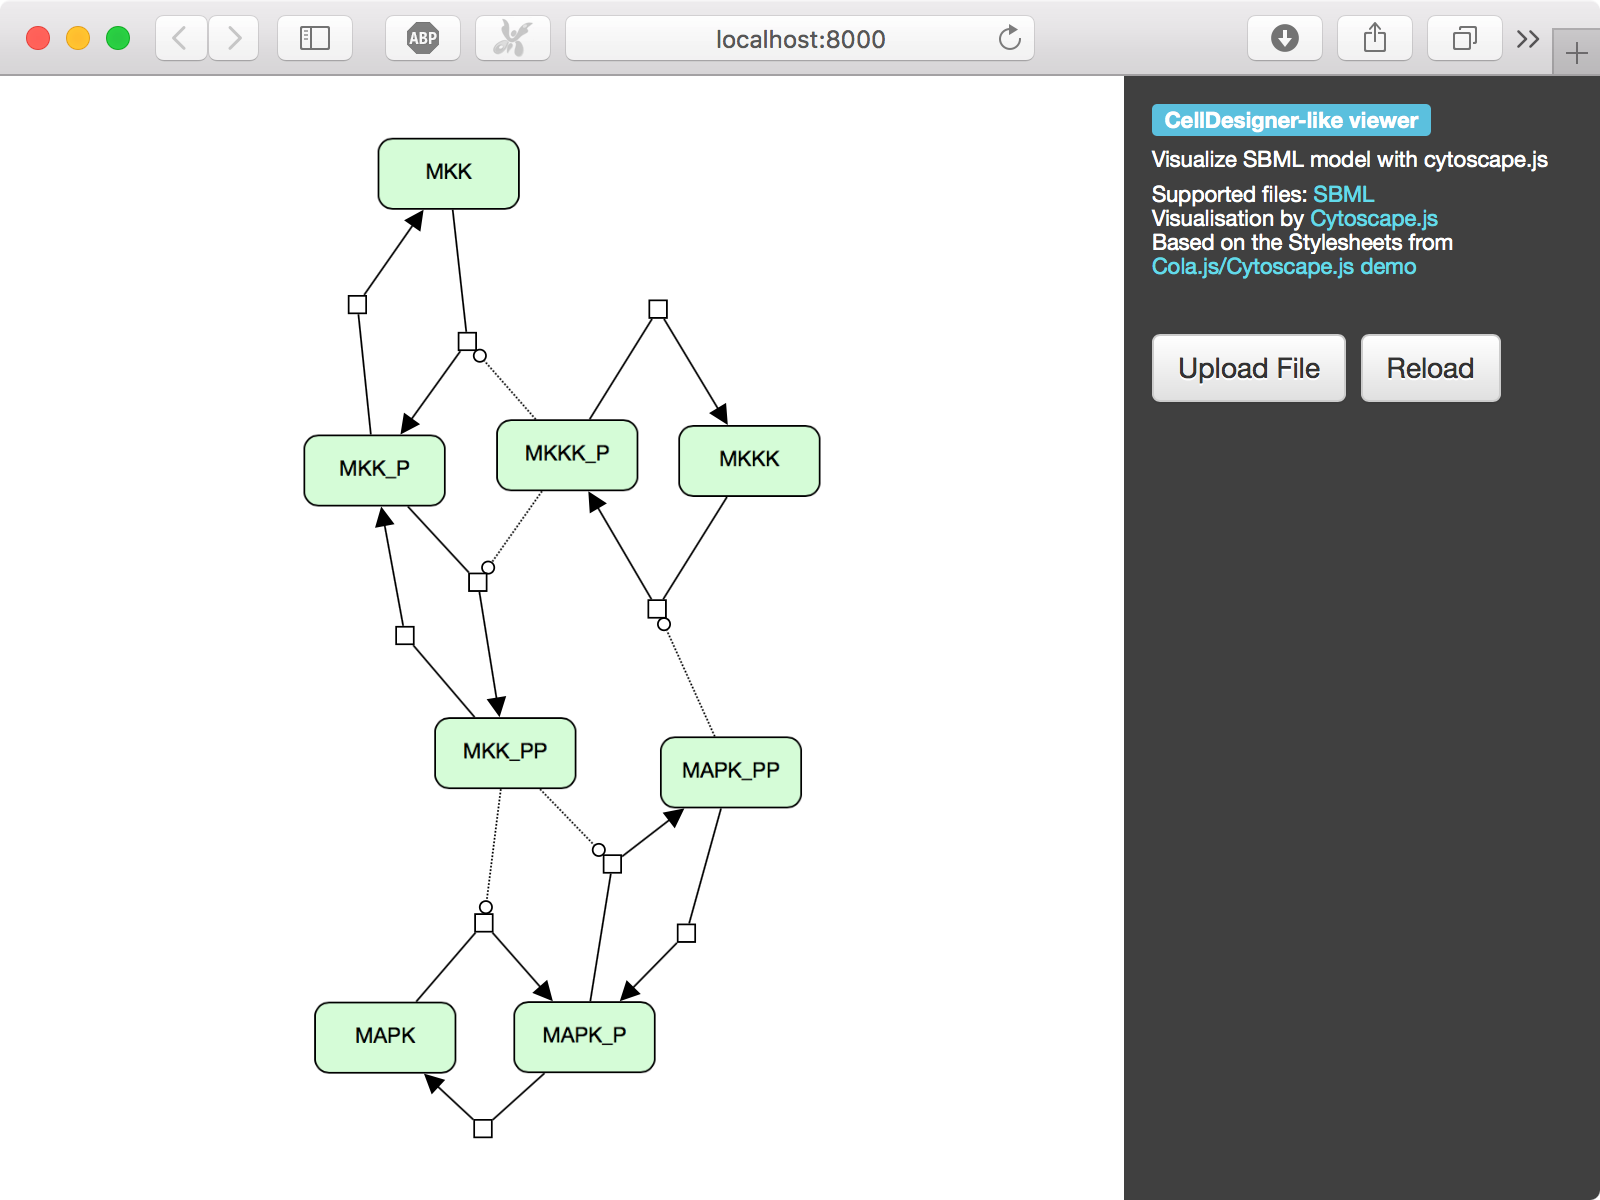 ABP
localhost:8000
CellDesigner-like viewer
Visualize SBML model with cytoscape.js
Supported files: SBML
Visualisation by Cytoscape.js
Based on the Stylesheets from
Cola.js/Cytoscape.js demo
Upload File
Reload
MKK
MKK_P
MKKK_P
MKKK
MKK_PP
MAPK_PP
MAPK
MAPK_P